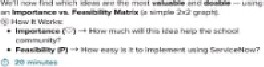 We'll now find which ideas are the most valuable and doable — using
an Importance vs. Feasibility Matrix (a simple 2x2 graph).
How It Works:
• Importance (♡) → How much will this idea help the school
community?
• Feasibility (P) → How easy is it to implement using ServiceNow?
20 minutes